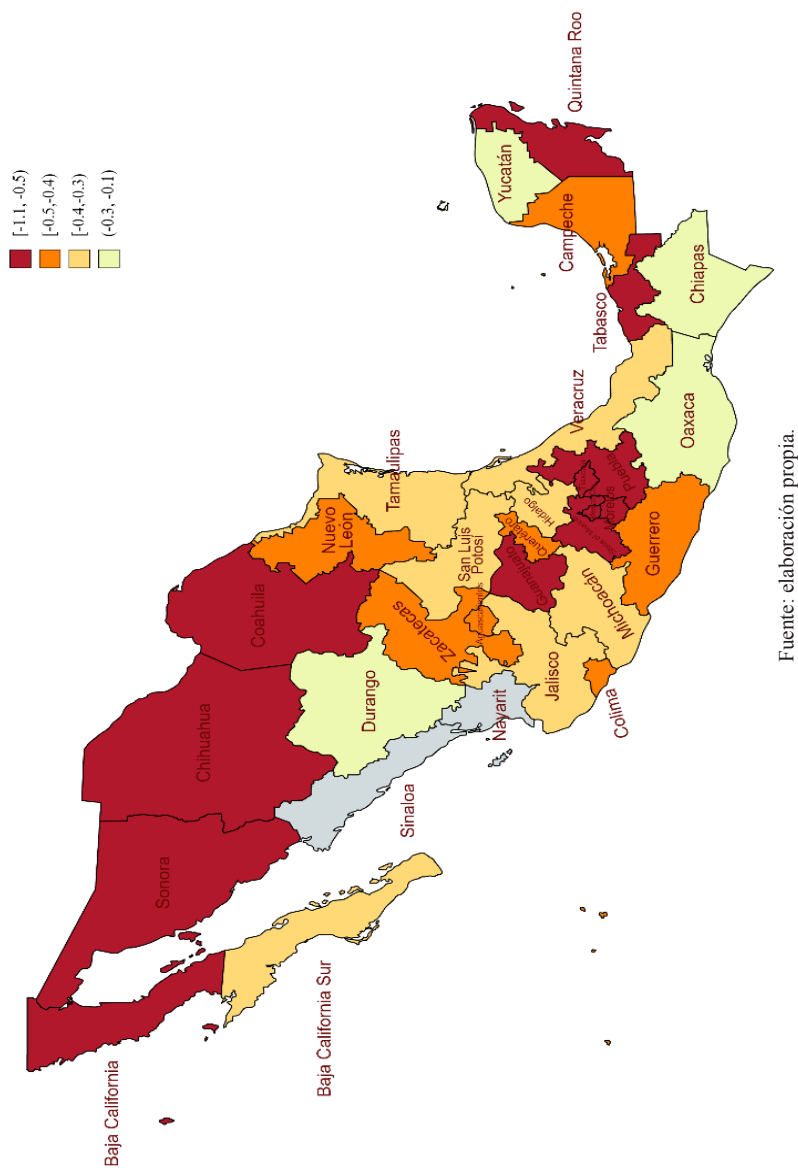 [-1.1, -0.5)
[-0.5,-0.4)
[-0.4,-0.3)
(-0.3, -0.1)
Baja California
Baja California Sur
Sonora
Chihuahua
Sinaloa
Coahuila
Durango
Nuevo
León
Zacatecas
Tamaulipas
San Luis
Potosí
Nayarit
Jalisco
Colima
Aguascalientes
Guanajuato
Querétaro
Hidalgo
Michoacán
Morelos
Puebla
Veracruz
Guerrero
Oaxaca
Tabasco
Chiapas
Campeche
Yucatán
Quintana Roo
Fuente: elaboración propia.